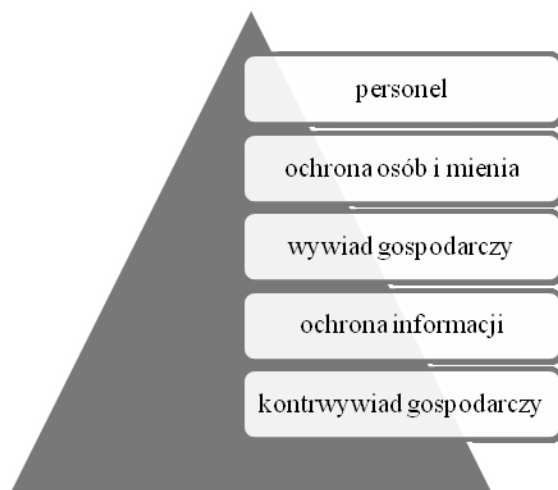 personel
ochrona osób i mienia
wywiad gospodarczy
ochrona informacji
kontrwywiad gospodarczy